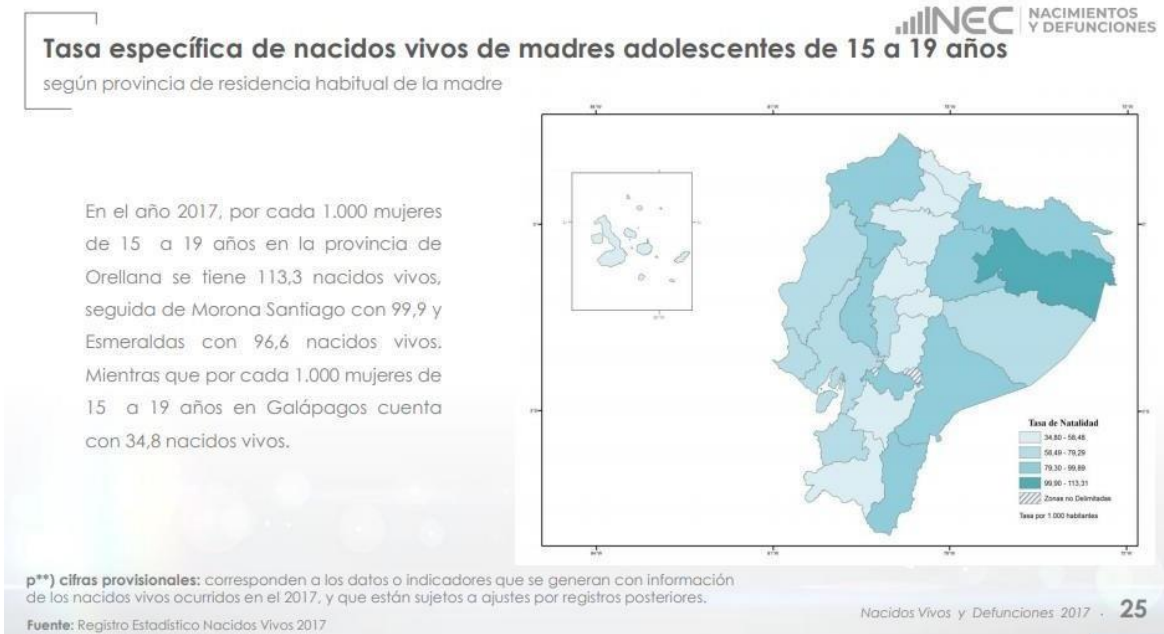 INEC NACIMIENTOS
Y DEFUNCIONES
Tasa específica de nacidos vivos de madres adolescentes de 15 a 19 años
según provincia de residencia habitual de la madre
En el año 2017, por cada 1.000 mujeres
de 15 a 19 años en la provincia de
Orellana se tiene 113,3 nacidos vivos,
seguida de Morona Santiago con 99,9 y
Esmeraldas con 96,6 nacidos vivos.
Mientras que por cada 1.000 mujeres de
15 a 19 años en Galápagos cuenta
con 34,8 nacidos vivos.
Tasa de Natalidad
34,80 - 56,48
56,49 - 79,29
79,30 - 99,89
99,90 - 113,31
Zonas no Delimitadas
Tasa por 1.000 habitantes
p**) cifras provisionales: corresponden a los datos o indicadores que se generan con información
de los nacidos vivos ocurridos en el 2017, y que están sujetos a ajustes por registros posteriores.
Fuente: Registro Estadístico Nacidos Vivos 2017
Nacidos Vivos y Defunciones 2017 . 25